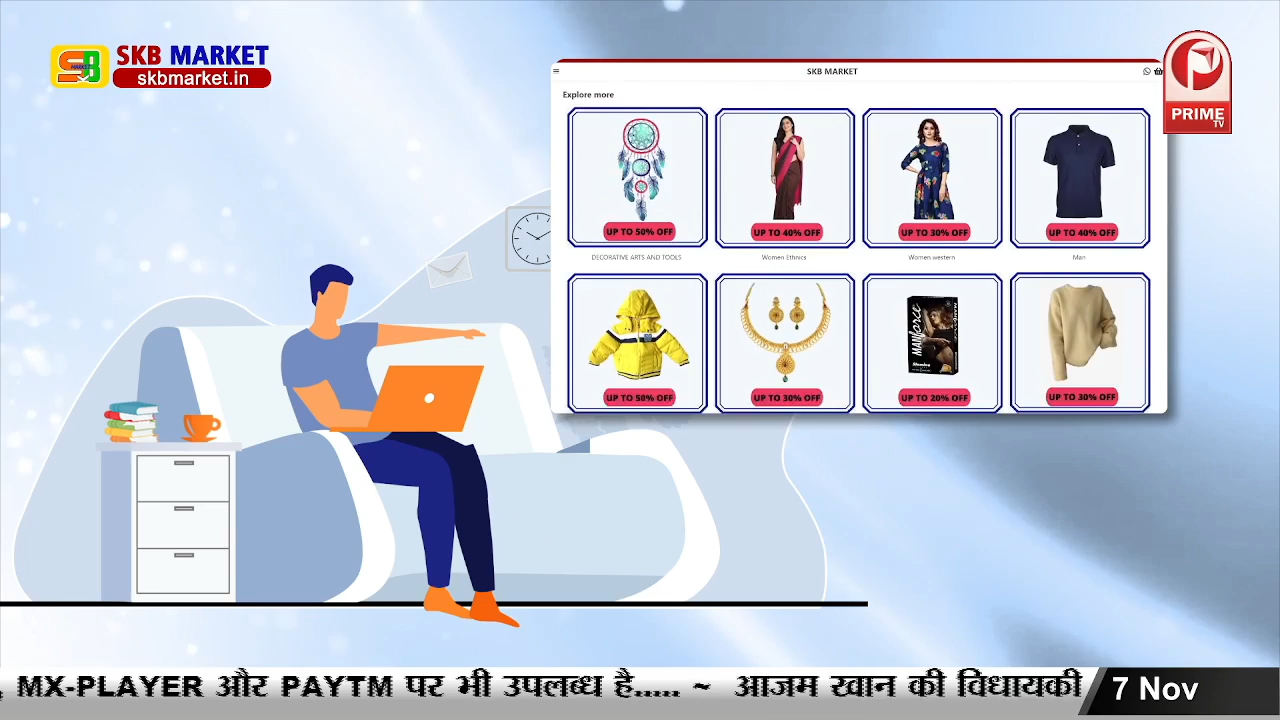 SKB MARKET
skbmarket.in
SKB MARKET
Explore more
PRIME
TV
UP TO 50% OFF
UP TO 40% OFF
UP TO 30% OFF
UP TO 40% OFF
DECORATIVE ARTS AND TOOLS
Women Ethnics
Women western
Man
MANforce
UP TO 50% OFF
UP TO 30% OFF
UP TO 20% OFF
UP TO 30% OFF
, MX-PLAYER और PAYTM पर भी उपलब्ध है..... ~ आजम खान की विधायकी
7 Nov